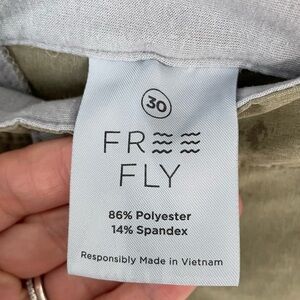 30
FREE
FLY
86% Polyester
14% Spandex
Responsibly Made in Vietnam